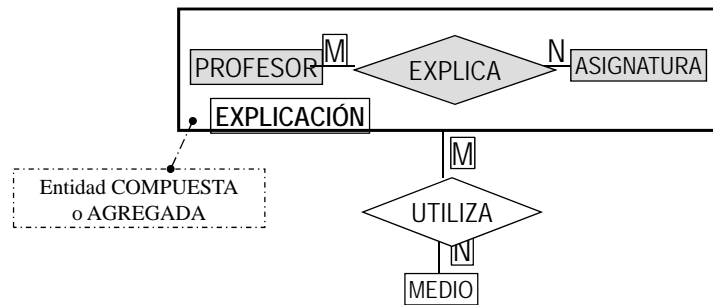 M
N
PROFESOR
EXPLICA
ASIGNATURA
EXPLICACIÓN
M
Entidad COMPUESTA
o AGREGADA
UTILIZA
N
MEDIO